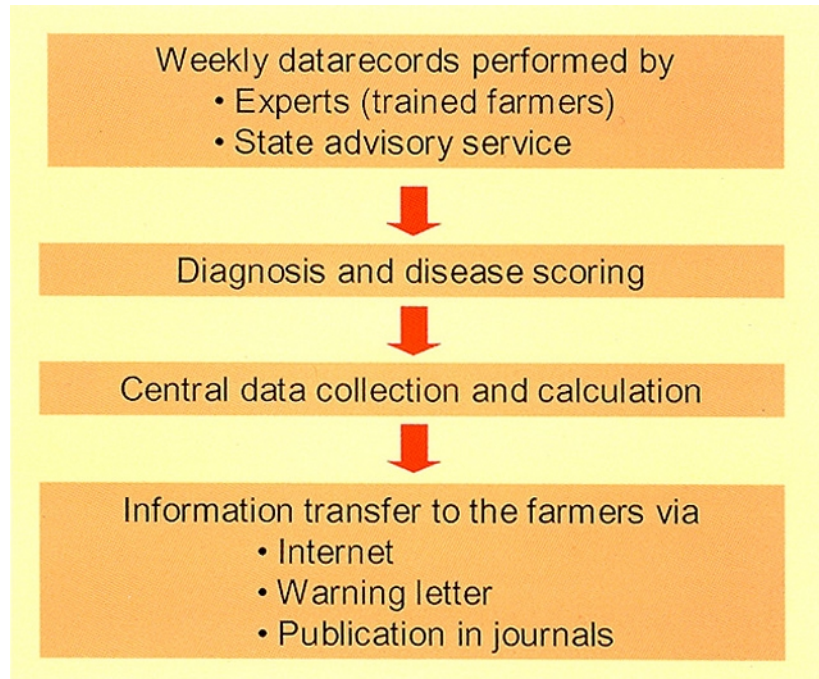 Weekly datarecords performed by
• Experts (trained farmers)
• State advisory service
Diagnosis and disease scoring
Central data collection and calculation
Information transfer to the farmers via
• Internet
• Warning letter
• Publication in journals